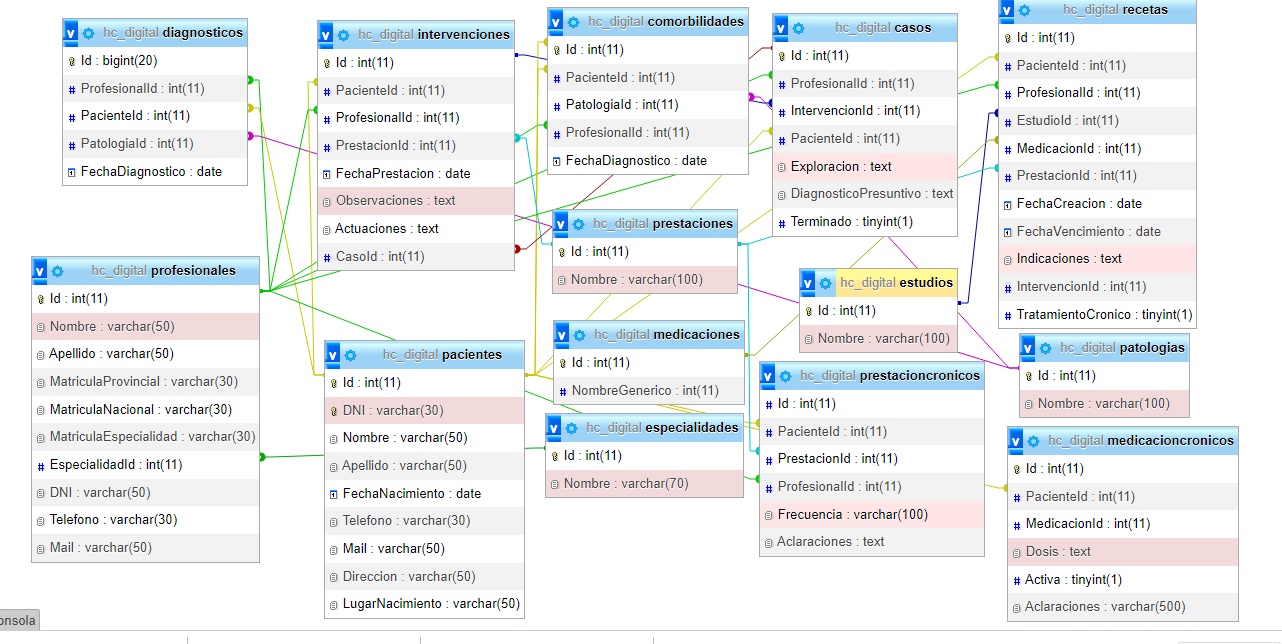 v hc_digital diagnosticos
Id : bigint(20)
# ProfesionalId : int(11)
# PacienteId : int(11)
# PatologiaId : int(11)
FechaDiagnostico : date
v hc_digital intervenciones
Id : int(11)
# PacienteId : int(11)
# ProfesionalId : int(11)
# PrestacionId : int(11)
FechaPrestacion : date
Observaciones : text
Actuaciones : text
# CasoId : int(11)
v hc_digital comorbilidades
Id : int(11)
# PacienteId : int(11)
# PatologiaId : int(11)
# ProfesionalId : int(11)
FechaDiagnostico : date
v hc_digital casos
Id : int(11)
# ProfesionalId : int(11)
# IntervencionId : int(11)
# PacienteId : int(11)
Exploracion : text
DiagnosticoPresuntivo : text
# Terminado : tinyint(1)
v hc_digital recetas
Id : int(11)
# PacienteId : int(11)
# ProfesionalId : int(11)
# EstudioId : int(11)
# MedicacionId : int(11)
# PrestacionId : int(11)
FechaCreacion : date
FechaVencimiento : date
Indicaciones : text
# IntervencionId : int(11)
# TratamientoCronico : tinyint(1)
v hc_digital profesionales
Id : int(11)
Nombre : varchar(50)
Apellido : varchar(50)
MatriculaProvincial : varchar(30)
MatriculaNacional : varchar(30)
MatriculaEspecialidad : varchar(30)
# EspecialidadId : int(11)
DNI : varchar(50)
Telefono : varchar(30)
Mail : varchar(50)
v hc_digital pacientes
Id : int(11)
DNI : varchar(30)
Nombre : varchar(50)
Apellido : varchar(50)
FechaNacimiento : date
Telefono : varchar(30)
Mail : varchar(50)
Direccion : varchar(50)
LugarNacimiento : varchar(50)
v hc_digital prestaciones
Id : int(11)
Nombre : varchar(100)
v hc_digital medicaciones
Id : int(11)
# NombreGenerico : int(11)
v hc_digital especialidades
Id : int(11)
Nombre : varchar(70)
v hc_digital estudios
Id : int(11)
Nombre : varchar(100)
v hc_digital prestacioncronicos
# Id : int(11)
# PacienteId : int(11)
# PrestacionId : int(11)
# ProfesionalId : int(11)
Frecuencia : varchar(100)
Aclaraciones : text
v hc_digital patologias
Id : int(11)
Nombre : varchar(100)
v hc_digital medicacioncronicos
Id : int(11)
# PacienteId : int(11)
# MedicacionId : int(11)
Dosis : text
# Activa : tinyint(1)
Aclaraciones : varchar(500)
onsola